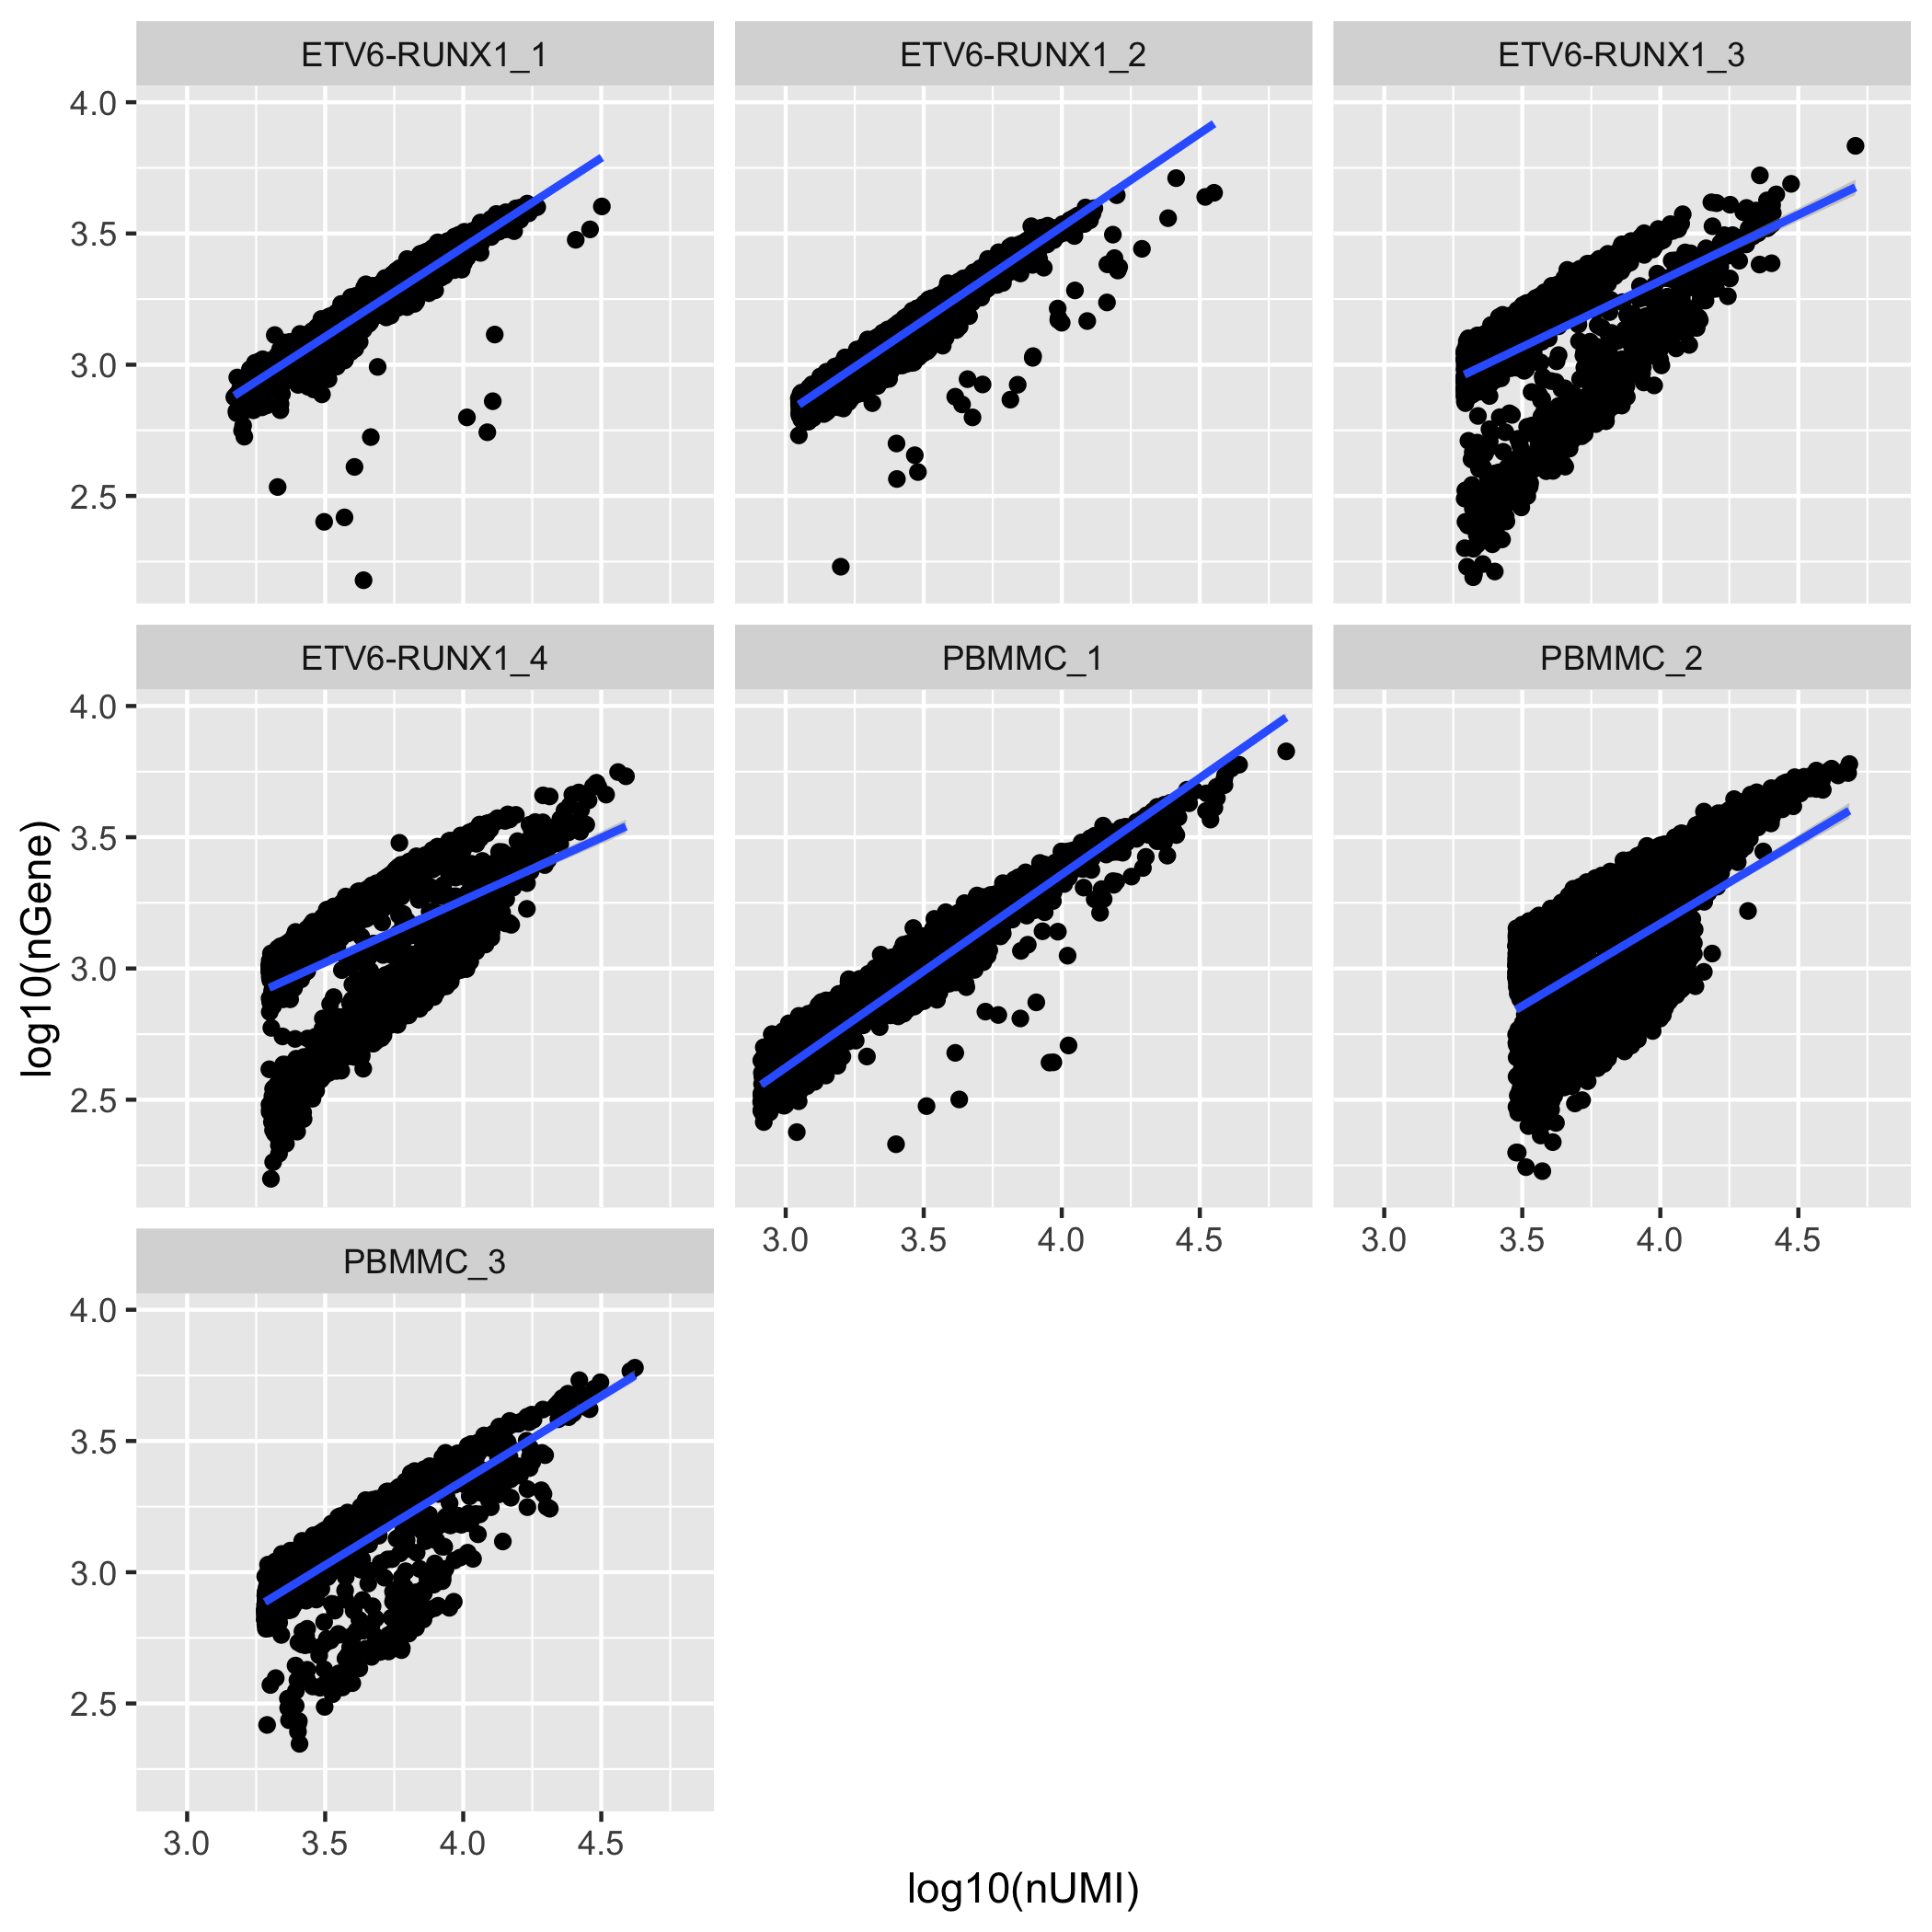 ETV6-RUNX1_1 ETV6-RUNX1_2 ETV6-RUNX1_3
4.0
3.5
3.0
2.5
ETV6-RUNX1_4 PBMMC_1 PBMMC_2
4.0
3.5
3.0
2.5
log10(nGene)
3.0 3.5 4.0 4.5 3.0 3.5 4.0 4.5
PBMMC_3
4.0
3.5
3.0
2.5
3.0 3.5 4.0 4.5
log10(nUMI)